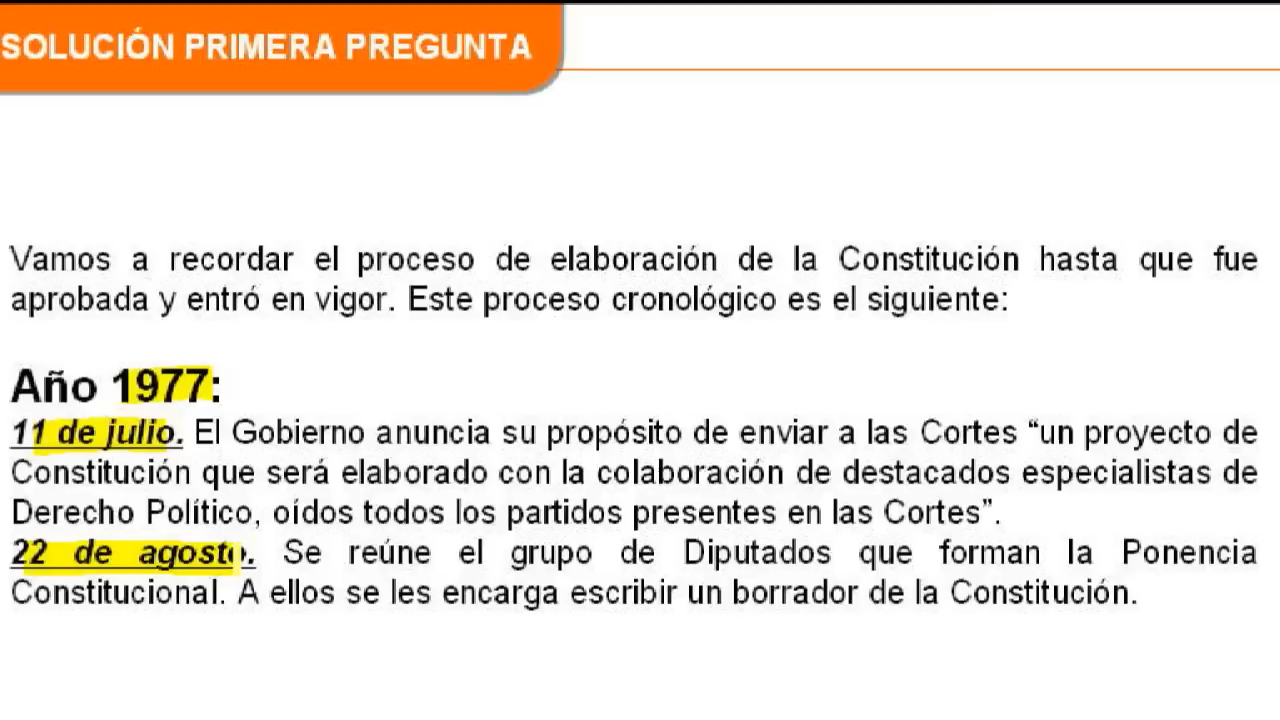 SOLUCIÓN PRIMERA PREGUNTA
Vamos a recordar el proceso de elaboración de la Constitución hasta que fue
aprobada y entró en vigor. Este proceso cronológico es el siguiente:
Año 1977:
11 de julio. El Gobierno anuncia su propósito de enviar a las Cortes “un proyecto de
Constitución que será elaborado con la colaboración de destacados especialistas de
Derecho Político, oídos todos los partidos presentes en las Cortes”.
22 de agosto. Se reúne el grupo de Diputados que forman la Ponencia
Constitucional. A ellos se les encarga escribir un borrador de la Constitución.